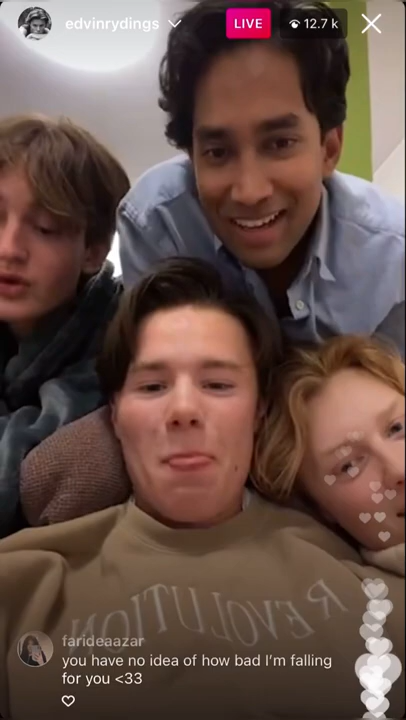 edvinrydings
LIVE
12.7 k
REVOLUTION
farideaazar
you have no idea of how bad I'm falling
for you <33